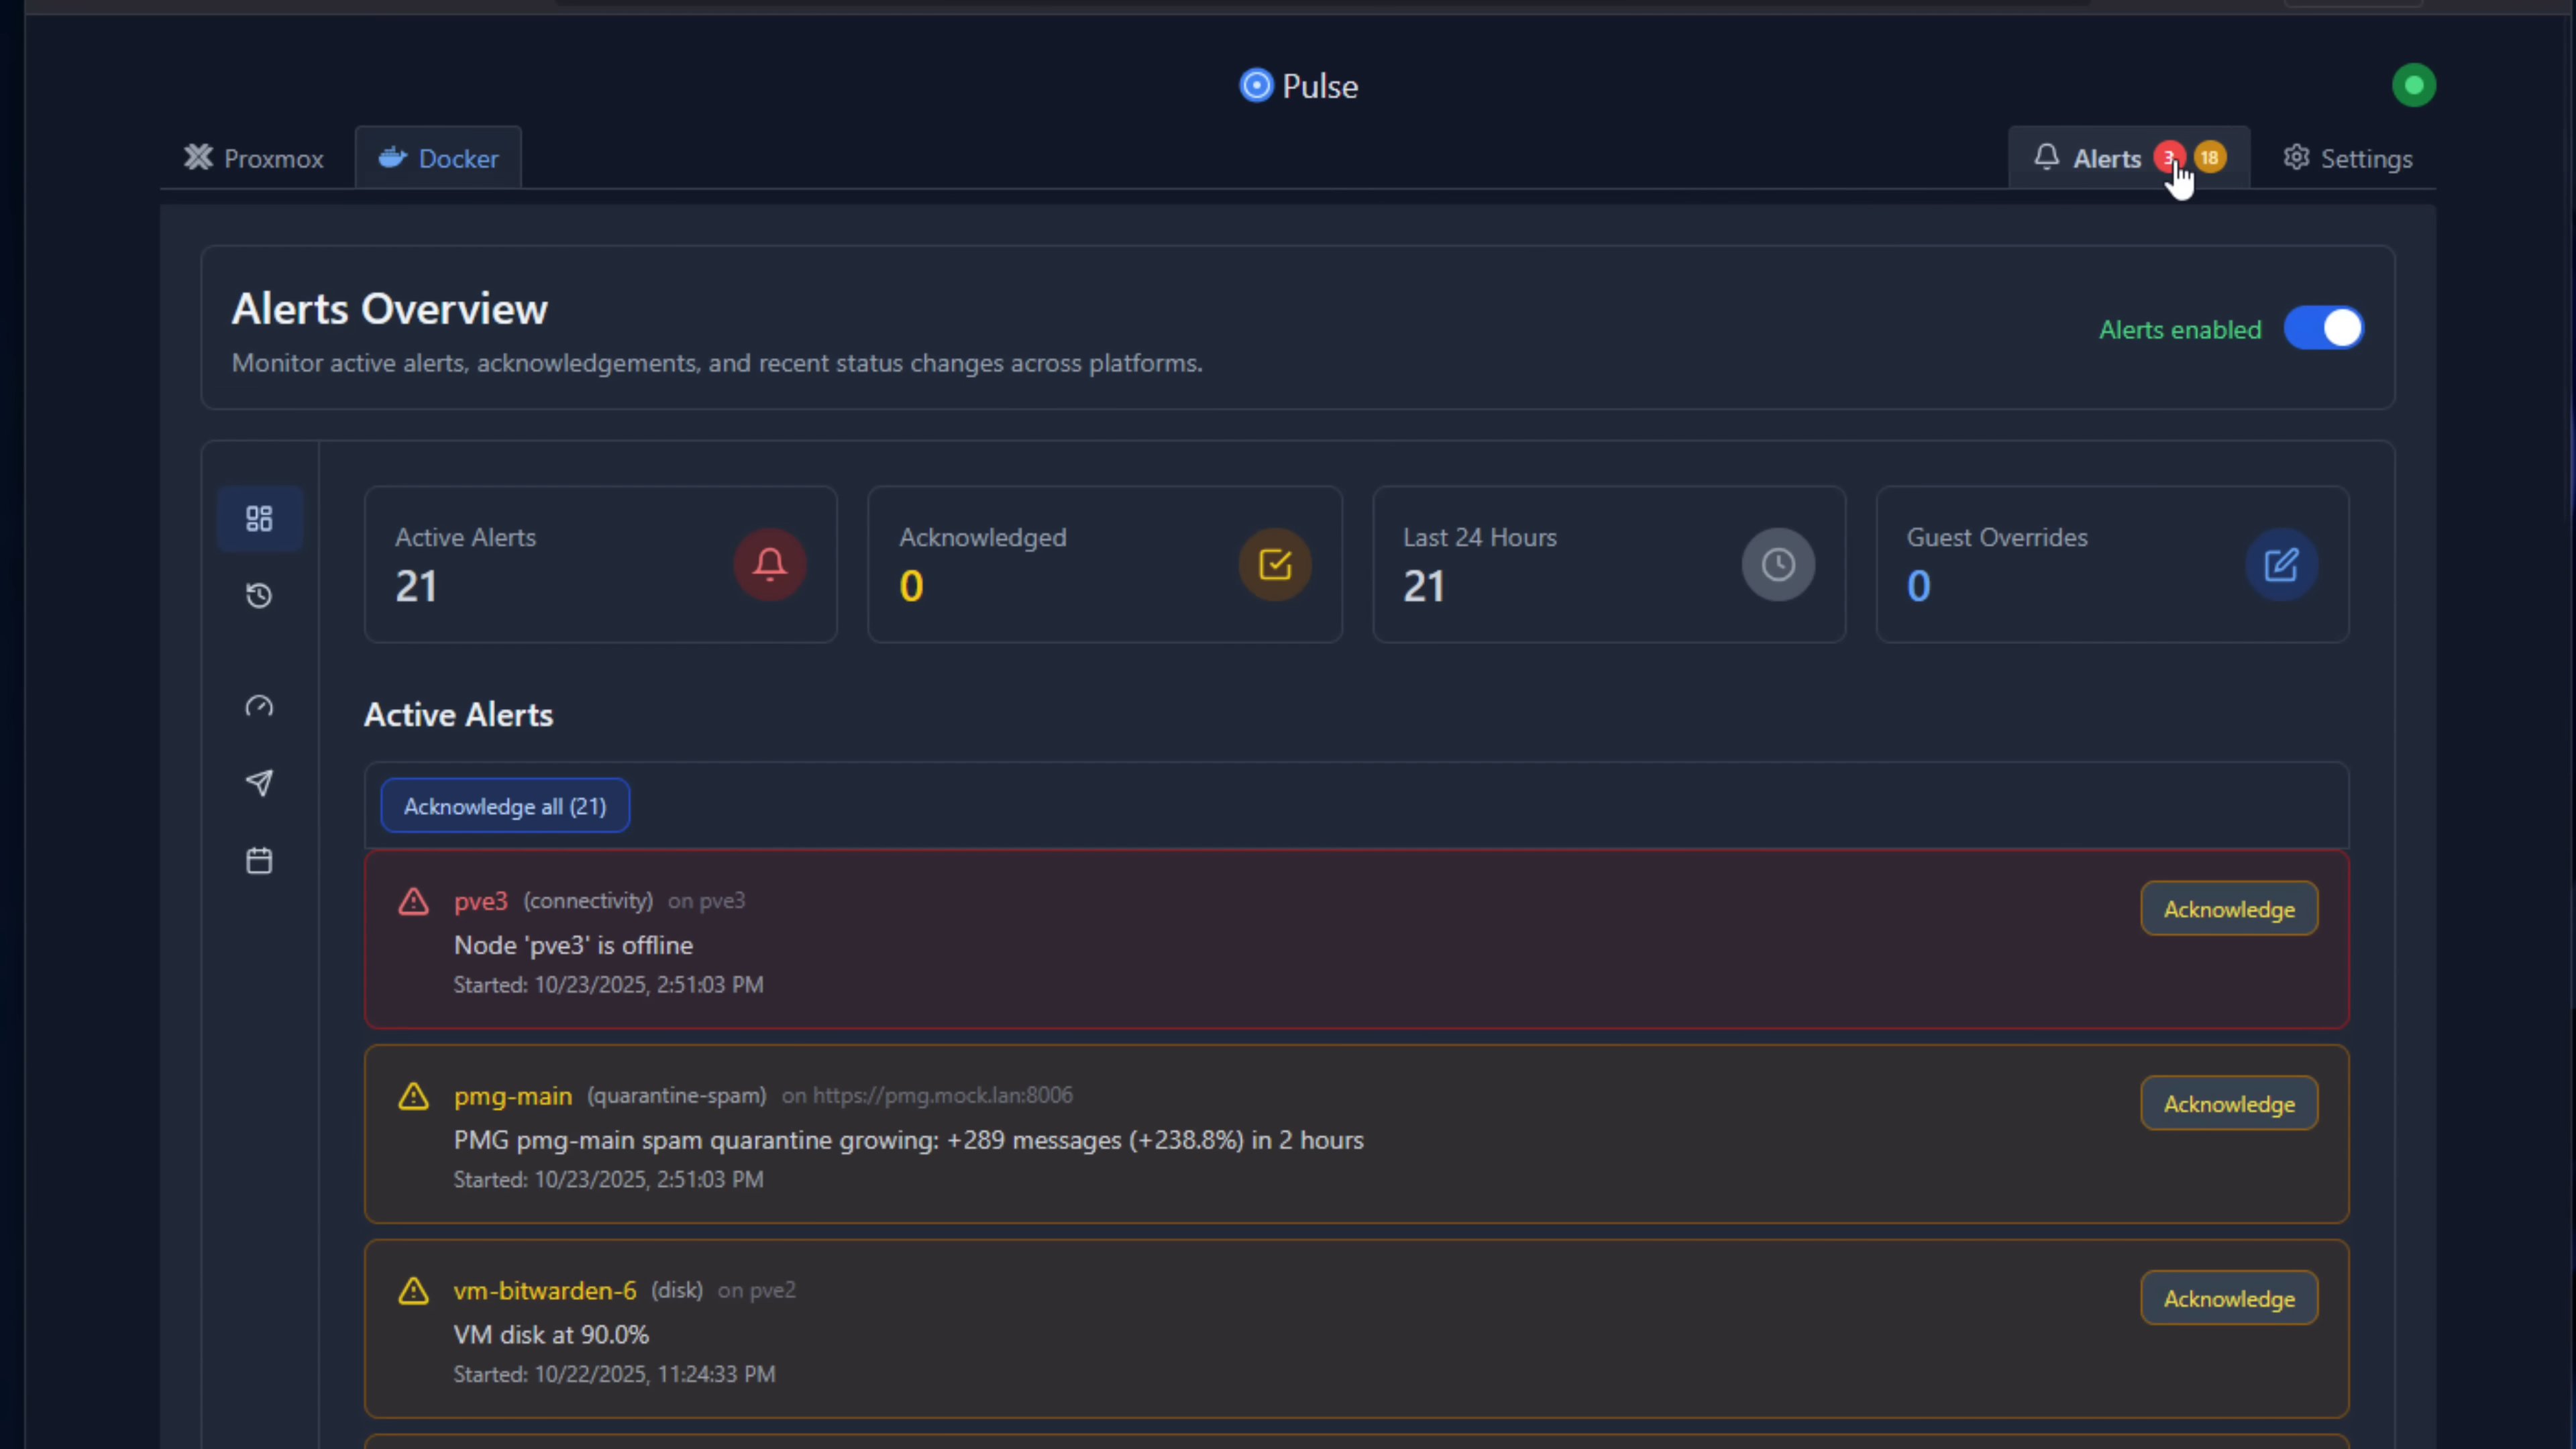 Pulse
Proxmox
Docker
Alerts 3 18
Settings
Alerts Overview
Monitor active alerts, acknowledgements, and recent status changes across platforms.
Alerts enabled
Active Alerts
21
Acknowledged
0
Last 24 Hours
21
Guest Overrides
0
Active Alerts
Acknowledge all (21)
pve3 (connectivity) on pve3
Acknowledge
Node 'pve3' is offline
Started: 10/23/2025, 2:51:03 PM
pmg-main (quarantine-spam) on https://pmg.mock.lan:8006
Acknowledge
PMG pmg-main spam quarantine growing: +289 messages (+238.8%) in 2 hours
Started: 10/23/2025, 2:51:03 PM
vm-bitwarden-6 (disk) on pve2
Acknowledge
VM disk at 90.0%
Started: 10/22/2025, 11:24:33 PM